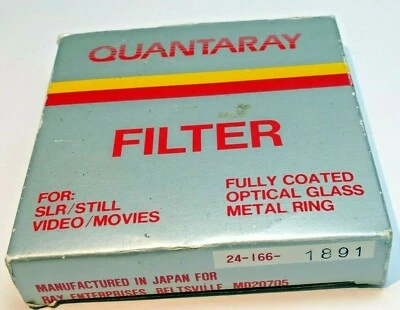 QUANTARAY
FILTER
FOR:
SLR/STILL
VIDEO/MOVIES
FULLY COATED
OPTICAL GLASS
METAL RING
24-166- 1891
MANUFACTURED IN JAPAN FOR
RAY ENTERPRISES, BELTSVILLE MD20705